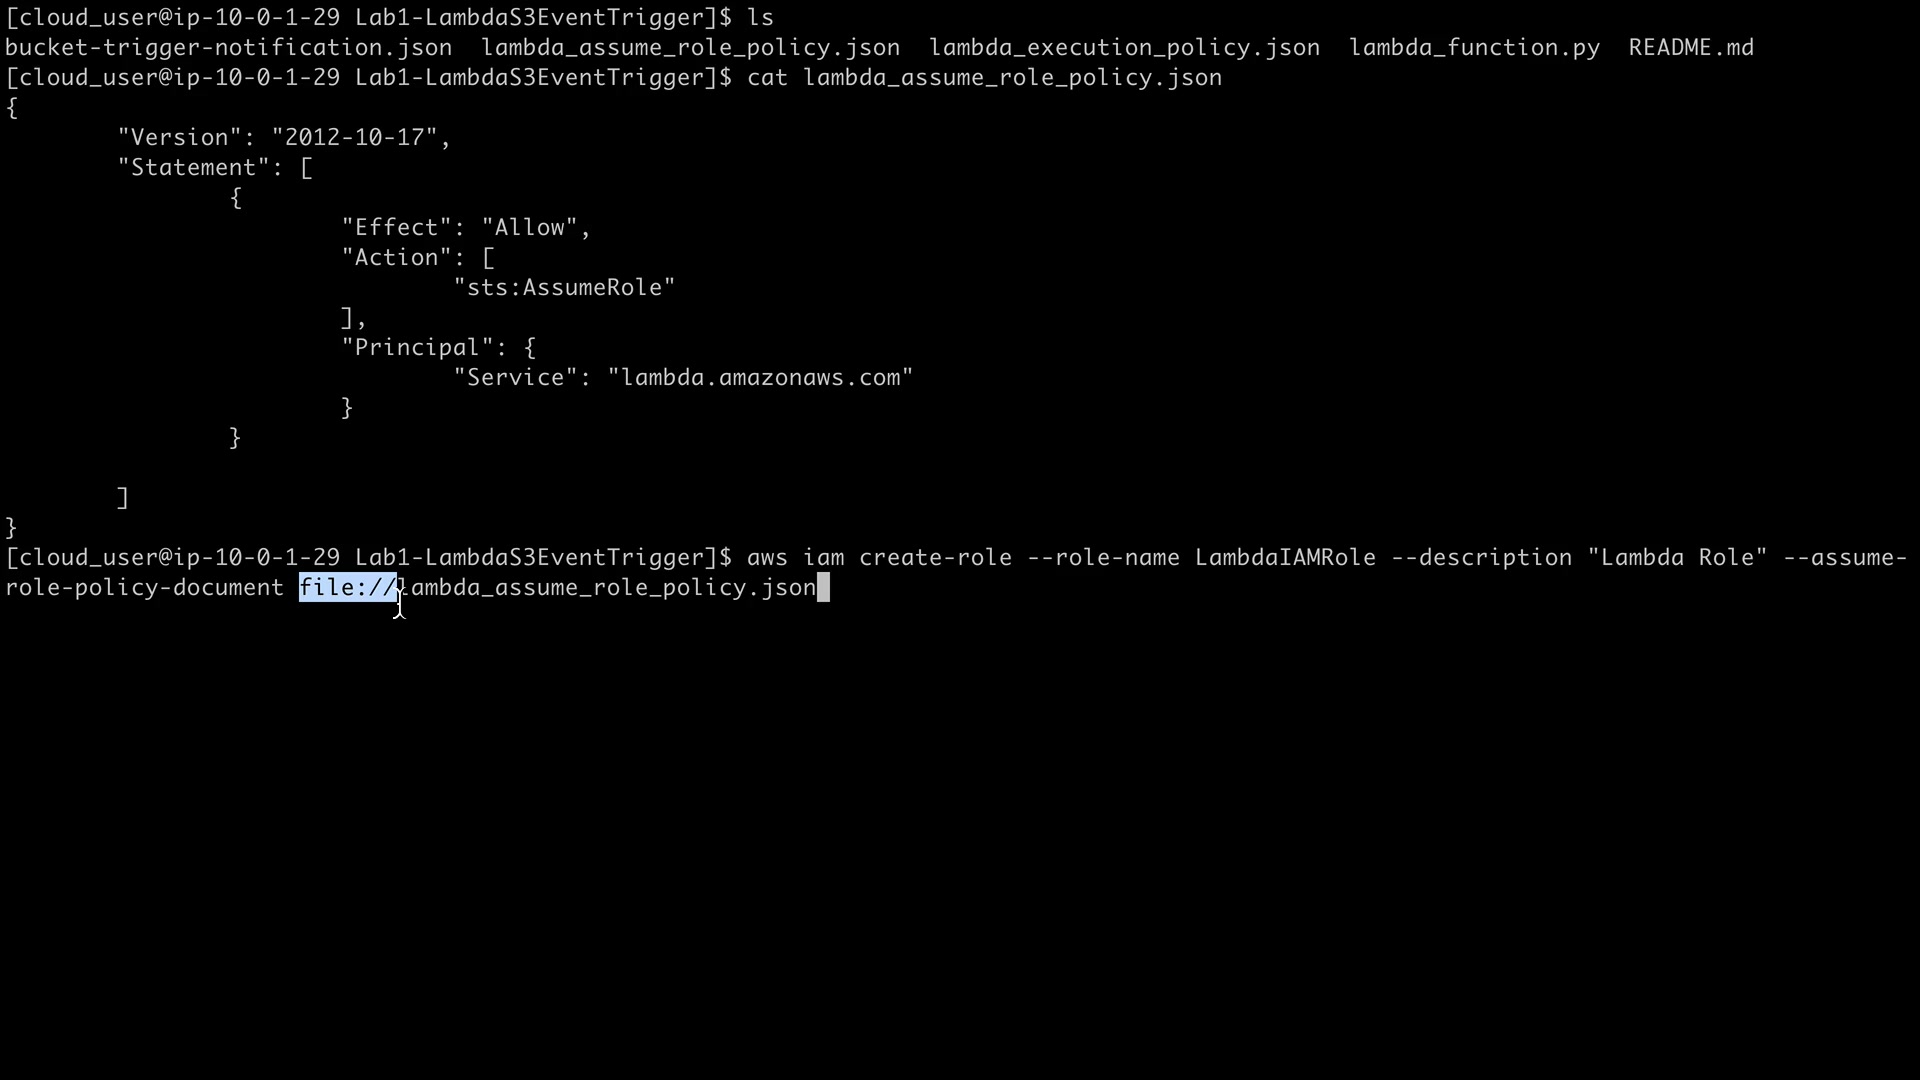 [cloud_user@ip-10-0-1-29 Lab1-LambdaS3EventTrigger]$ ls
bucket-trigger-notification.json  lambda_assume_role_policy.json  lambda_execution_policy.json  lambda_function.py  README.md
[cloud_user@ip-10-0-1-29 Lab1-LambdaS3EventTrigger]$ cat lambda_assume_role_policy.json
{
        "Version": "2012-10-17",
        "Statement": [
                {
                        "Effect": "Allow",
                        "Action": [
                                "sts:AssumeRole"
                        ],
                        "Principal": {
                                "Service": "lambda.amazonaws.com"
                        }
                }

        ]
}
[cloud_user@ip-10-0-1-29 Lab1-LambdaS3EventTrigger]$ aws iam create-role --role-name LambdaIAMRole --description "Lambda Role" --assume-
role-policy-document file://lambda_assume_role_policy.json